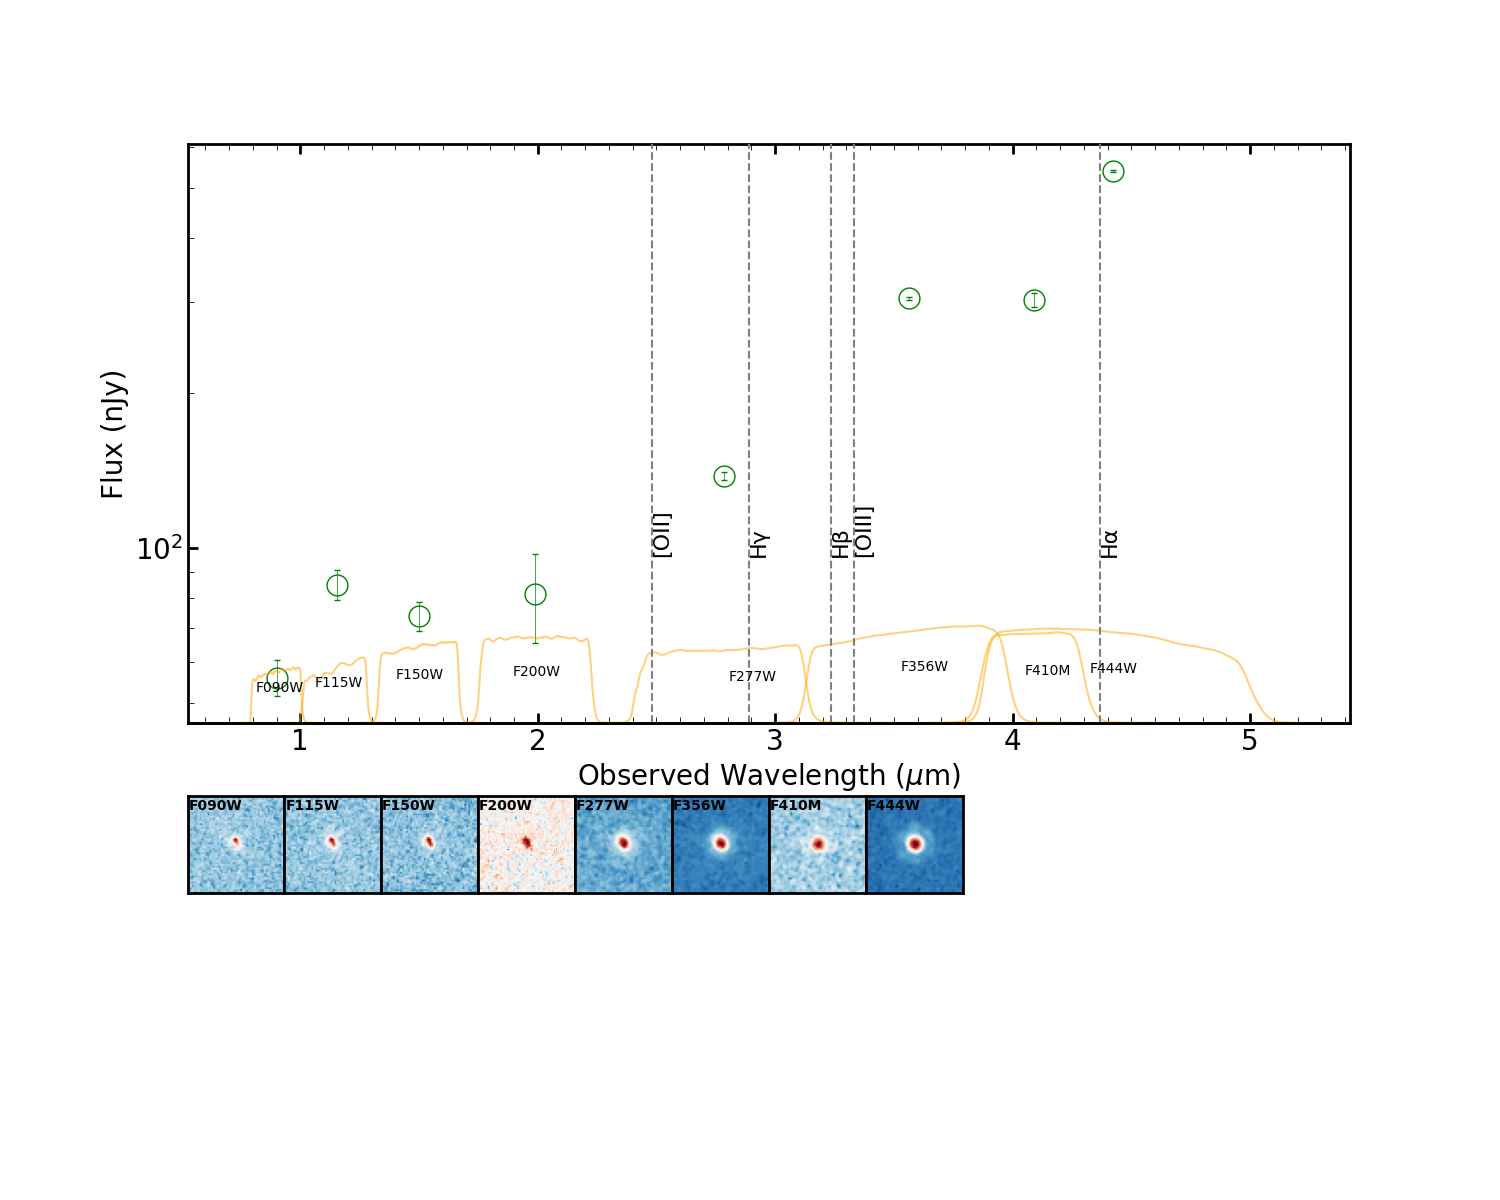 Flux (nJy)
10²
[OII]
Hγ
Hβ
[OIII]
Hα
F090W
F115W
F150W
F200W
F277W
F356W
F410M
F444W
1 2 3 4 5
Observed Wavelength (μm)
F090W F115W F150W F200W F277W F356W F410M F444W